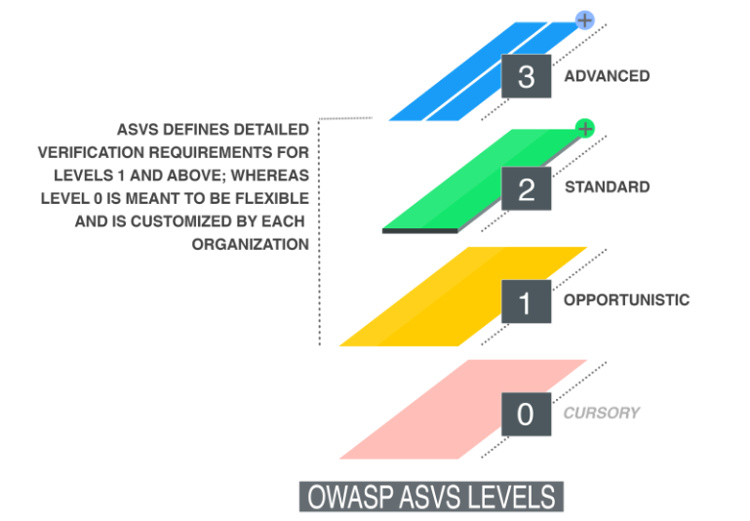 3
ADVANCED
ASVS DEFINES DETAILED
VERIFICATION REQUIREMENTS FOR
LEVELS 1 AND ABOVE; WHEREAS
LEVEL 0 IS MEANT TO BE FLEXIBLE
AND IS CUSTOMIZED BY EACH
ORGANIZATION
2
STANDARD
1
OPPORTUNISTIC
0
CURSORY
OWASP ASVS LEVELS